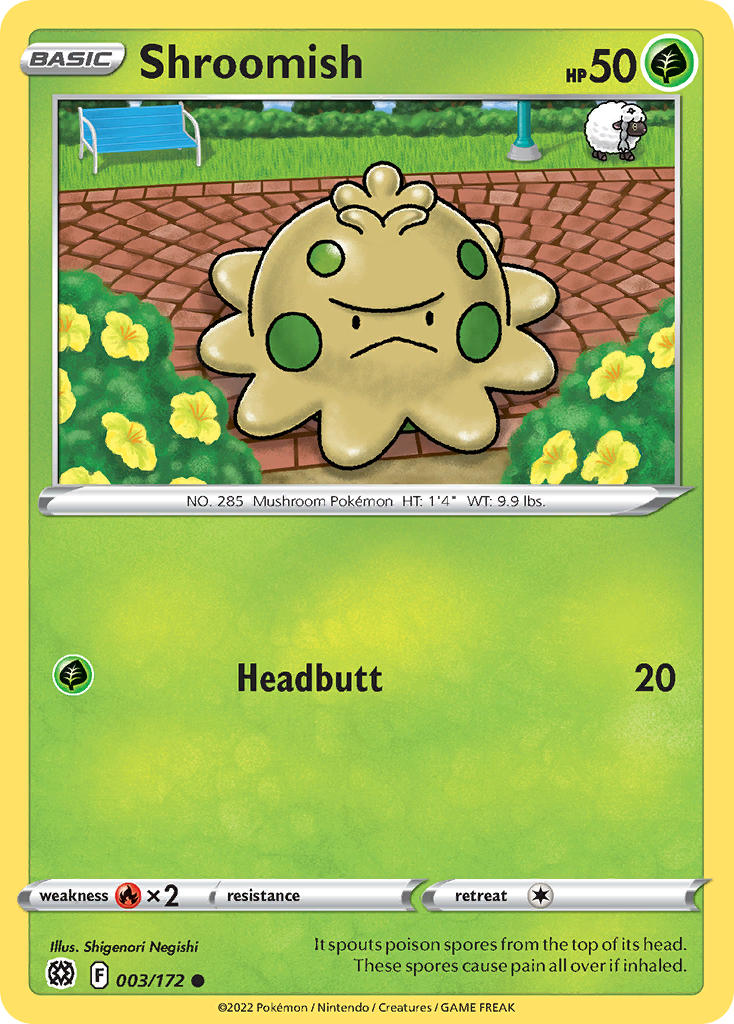 BASIC Shroomish HP50
NO. 285 Mushroom Pokémon HT: 1'4" WT: 9.9 lbs.
Headbutt 20
weakness ×2 resistance retreat
Illus. Shigenori Negishi
It spouts poison spores from the top of its head.
These spores cause pain all over if inhaled.
F 003/172
©2022 Pokémon / Nintendo / Creatures / GAME FREAK